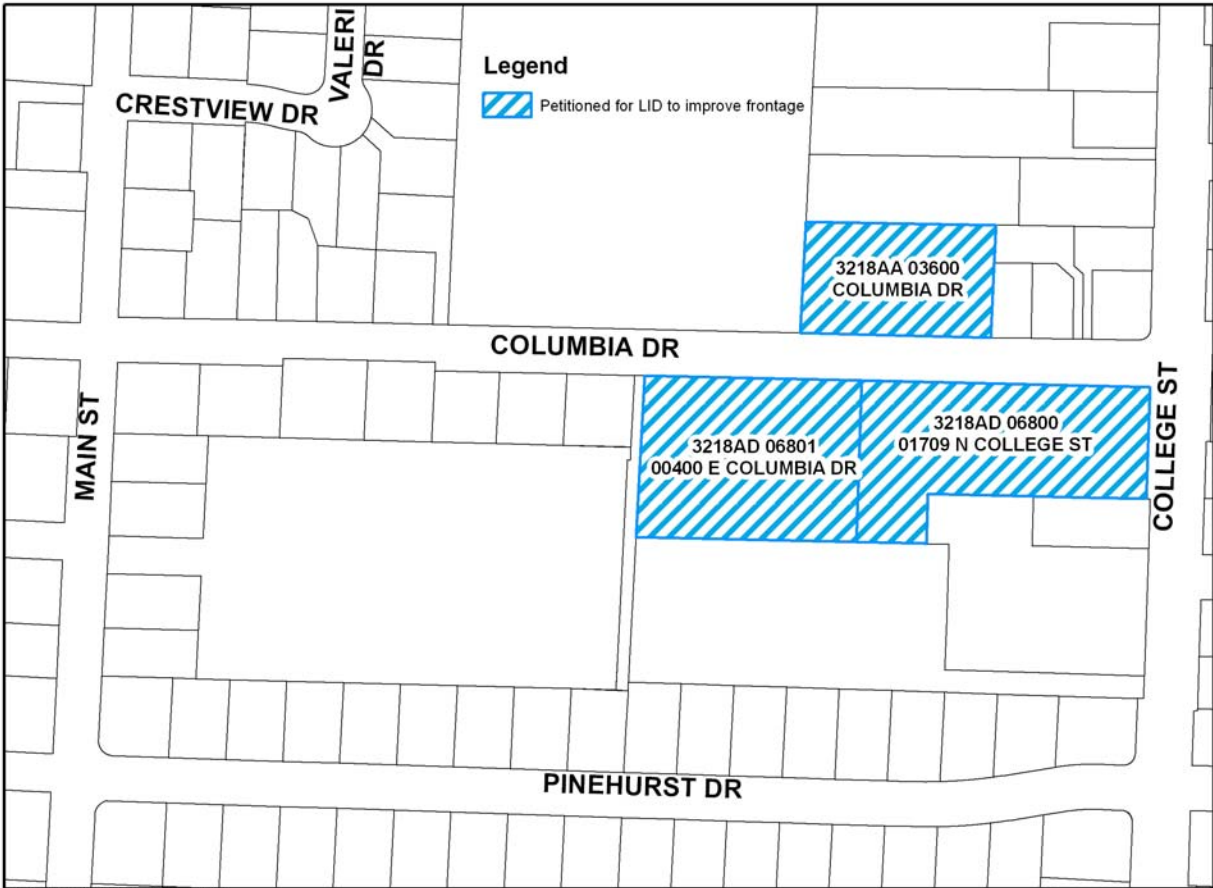 VALERI
DR
Legend
Petitioned for LID to improve frontage
CRESTVIEW DR
3218AA 03600
COLUMBIA DR
COLUMBIA DR
MAIN ST
3218AD 06801
00400 E COLUMBIA DR
3218AD 06800
01709 N COLLEGE ST
COLLEGE ST
PINEHURST DR